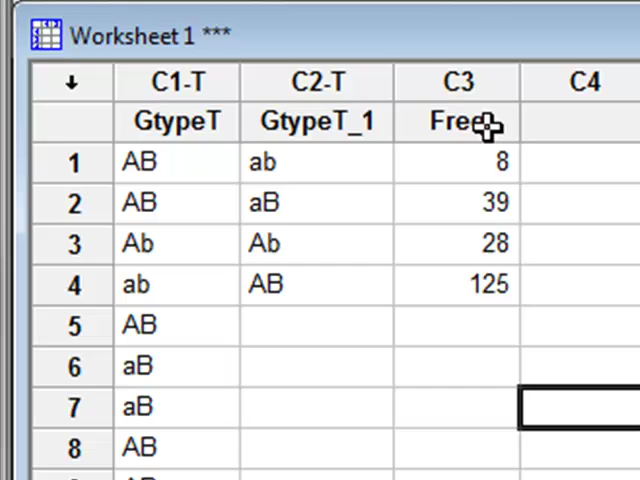 Worksheet 1 ***
C1-T C2-T C3 C4
GtypeT GtypeT_1
1 AB ab 8
2 AB aB 39
3 Ab Ab 28
4 ab AB 125
5 AB
6 aB
7 aB
8 AB